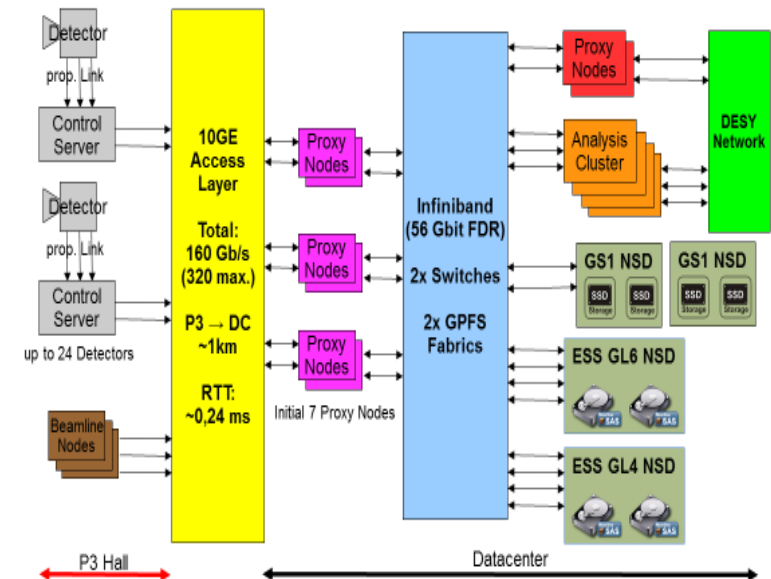 Detector
prop. Link
Control
Server
Detector
prop. Link
Control
Server
up to 24 Detectors
Beamline
Nodes
P3 Hall
10GE
Access
Layer
Total:
160 Gb/s
(320 max.)
P3 → DC
~1km
RTT:
~0,24 ms
Proxy
Nodes
Proxy
Nodes
Proxy
Nodes
Initial 7 Proxy Nodes
Infiniband
(56 Gbit FDR)
2x Switches
2x GPFS
Fabrics
Proxy
Nodes
Analysis
Cluster
DESY
Network
GS1 NSD
SSD
Storage
SSD
Storage
GS1 NSD
SSD
Storage
SSD
Storage
ESS GL6 NSD
SAS
SAS
ESS GL4 NSD
SAS
SAS
Datacenter